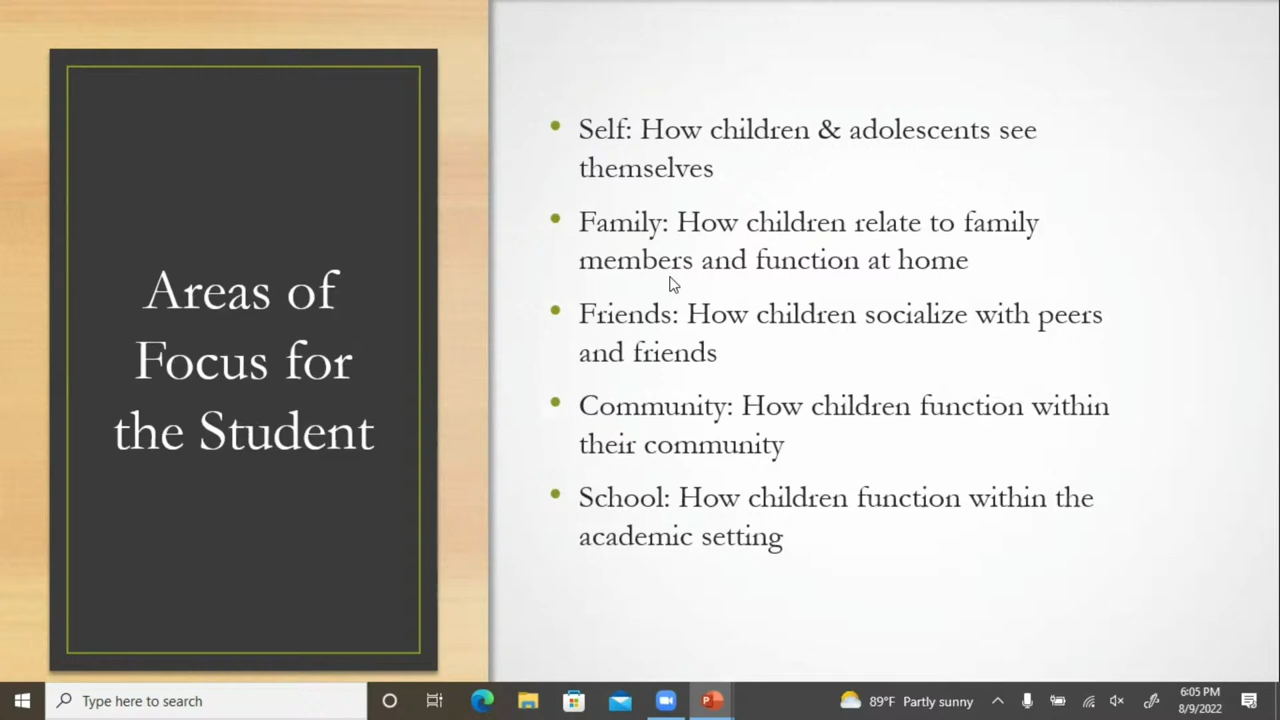 Areas of
Focus for
the Student
• Self: How children & adolescents see
themselves
• Family: How children relate to family
members and function at home
• Friends: How children socialize with peers
and friends
• Community: How children function within
their community
• School: How children function within the
academic setting
Type here to search
89°F Partly sunny
6:05 PM
8/9/2022